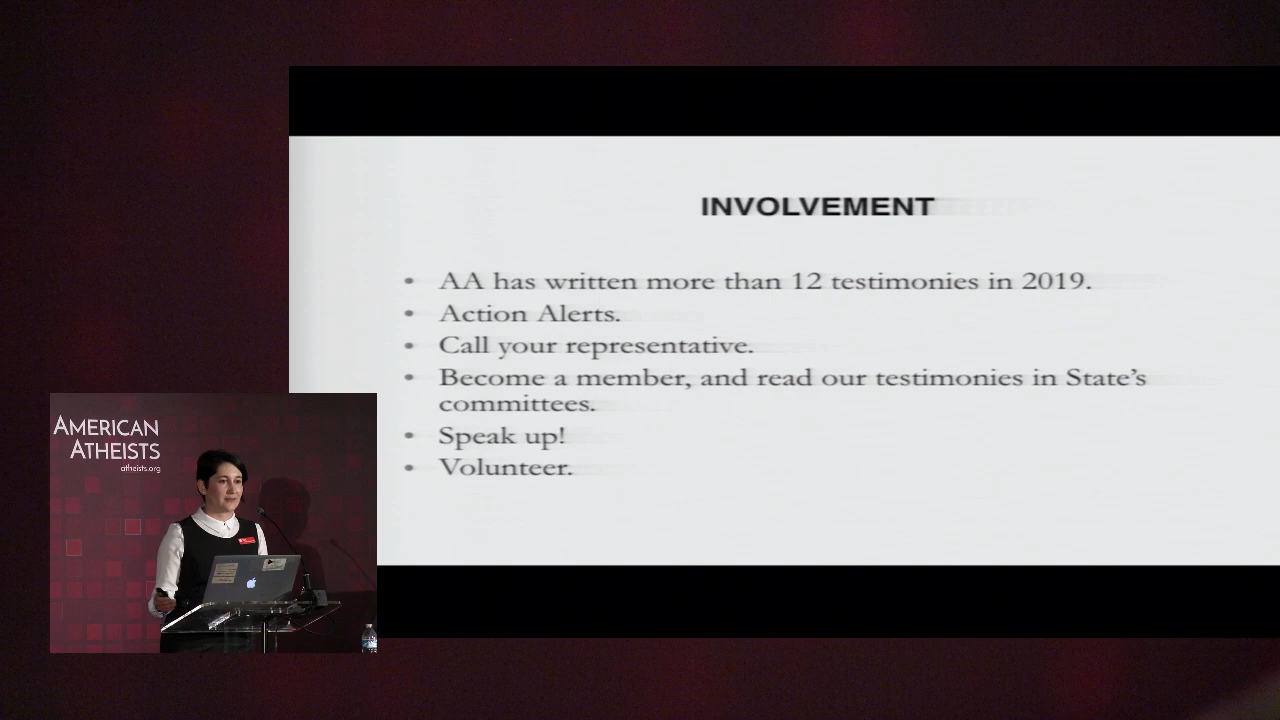 INVOLVEMENT
• AA has written more than 12 testimonies in 2019.
• Action Alerts.
• Call your representative.
• Become a member, and read our testimonies in State’s
committees.
• Speak up!
• Volunteer.
AMERICAN
ATHEISTS
atheists.org